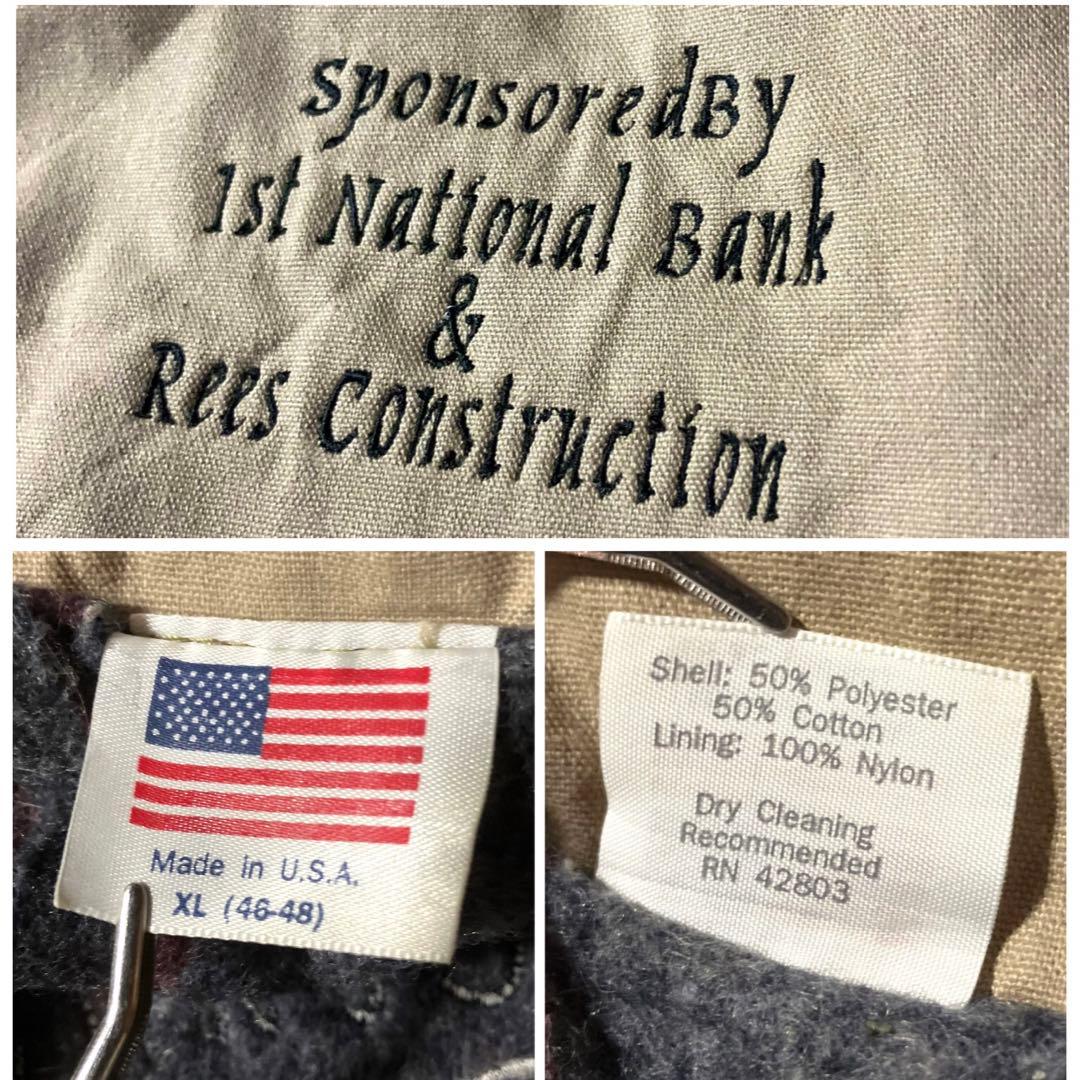 sponsoredBy
1st National Bank
&
Rees Construction
Made in U.S.A.
XL (46-48)
Shell: 50% Polyester
50% Cotton
Lining: 100% Nylon
Dry Cleaning
Recommended
RN 42803